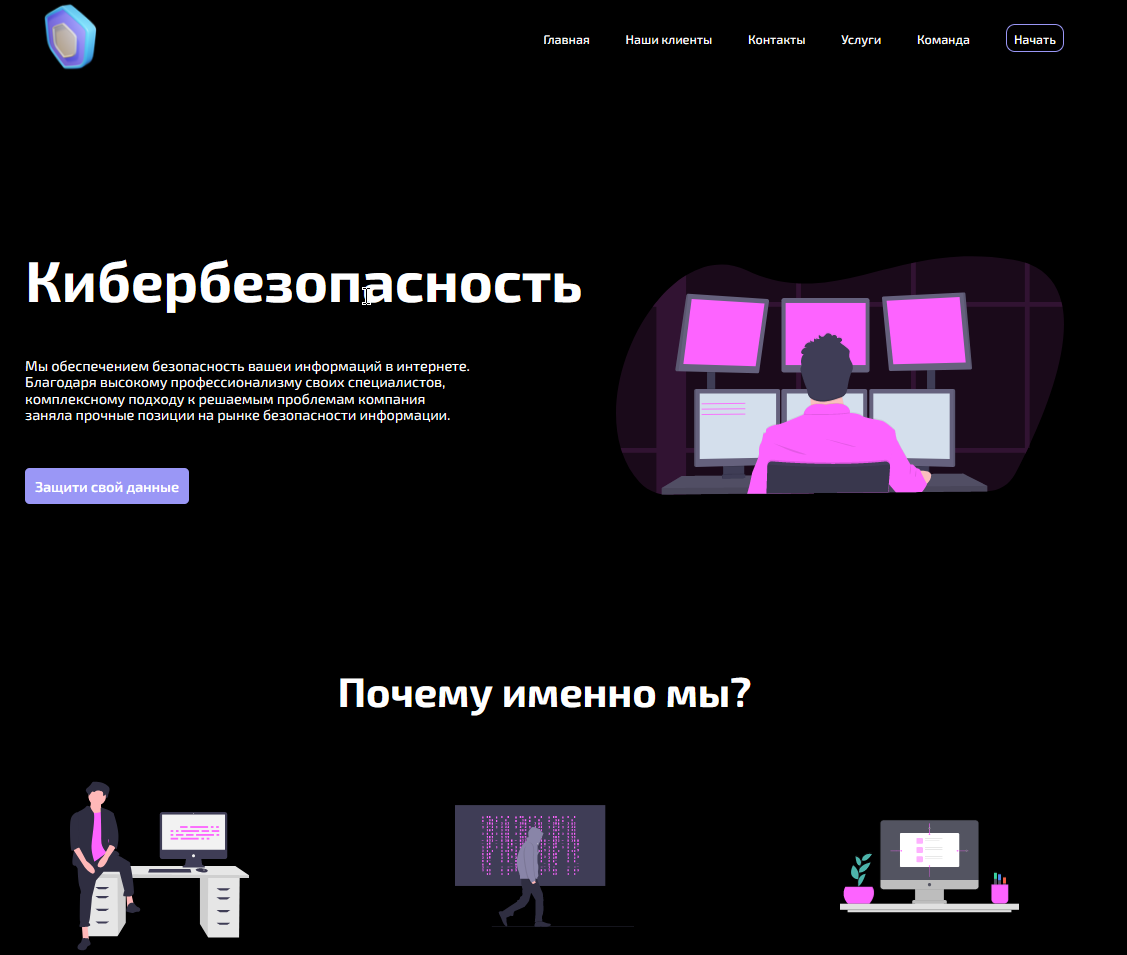 Главная Наши клиенты Контакты Услуги Команда Начать
Кибербезопасность
Мы обеспечением безопасность вашеи информаций в интернете.
Благодаря высокому профессионализму своих специалистов,
комплексному подходу к решаемым проблемам компания
заняла прочные позиции на рынке безопасности информации.
Защити свой данные
Почему именно мы?